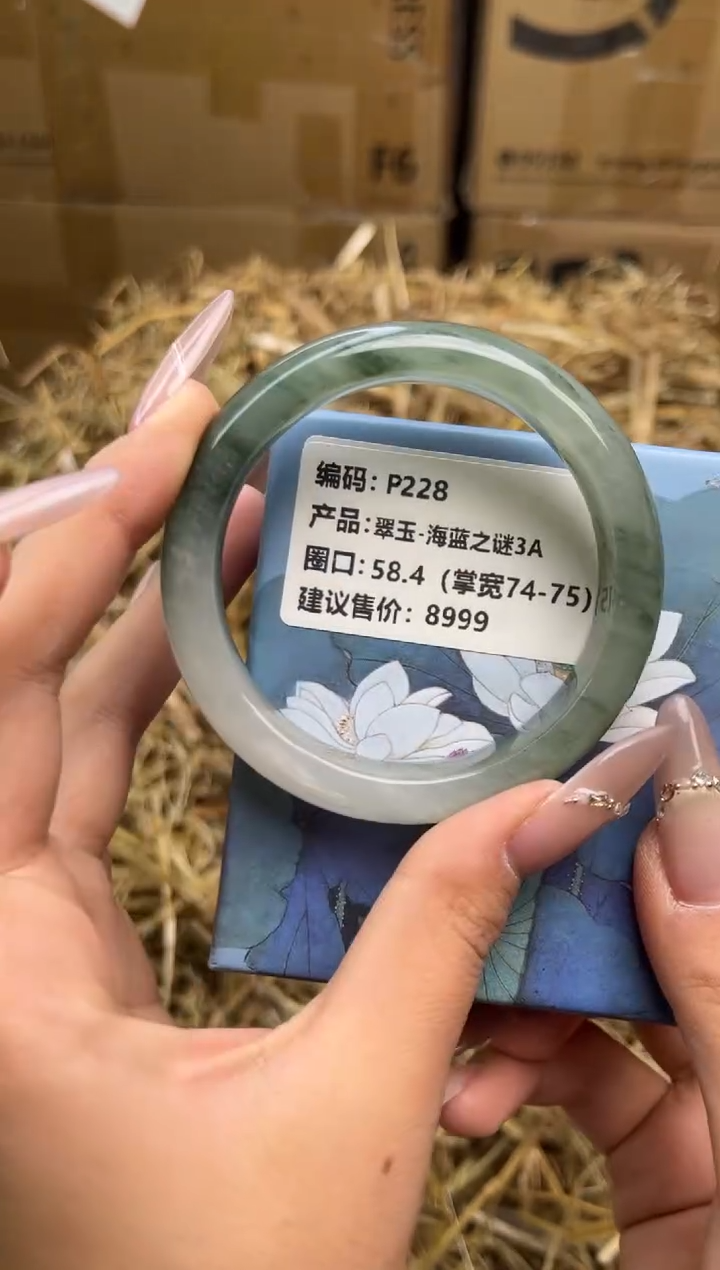 F6
编码：P228
产品：翠玉-海蓝之谜3A
圈口：58.4（掌宽74-75）
建议售价：8999